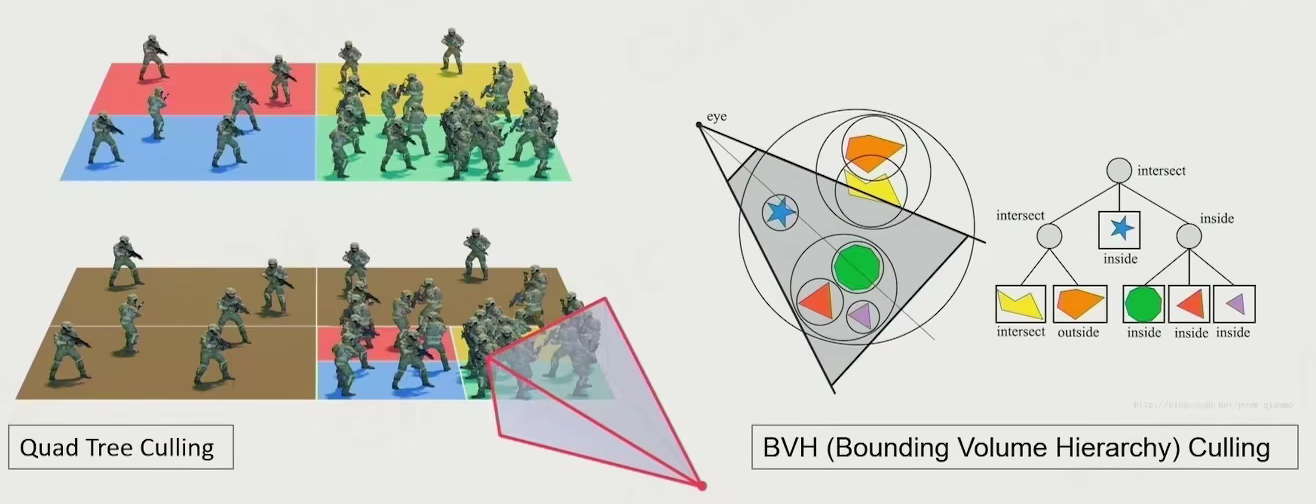 eye
intersect
intersect
inside
inside
intersect
outside
inside
inside
inside
Quad Tree Culling
BVH (Bounding Volume Hierarchy) Culling